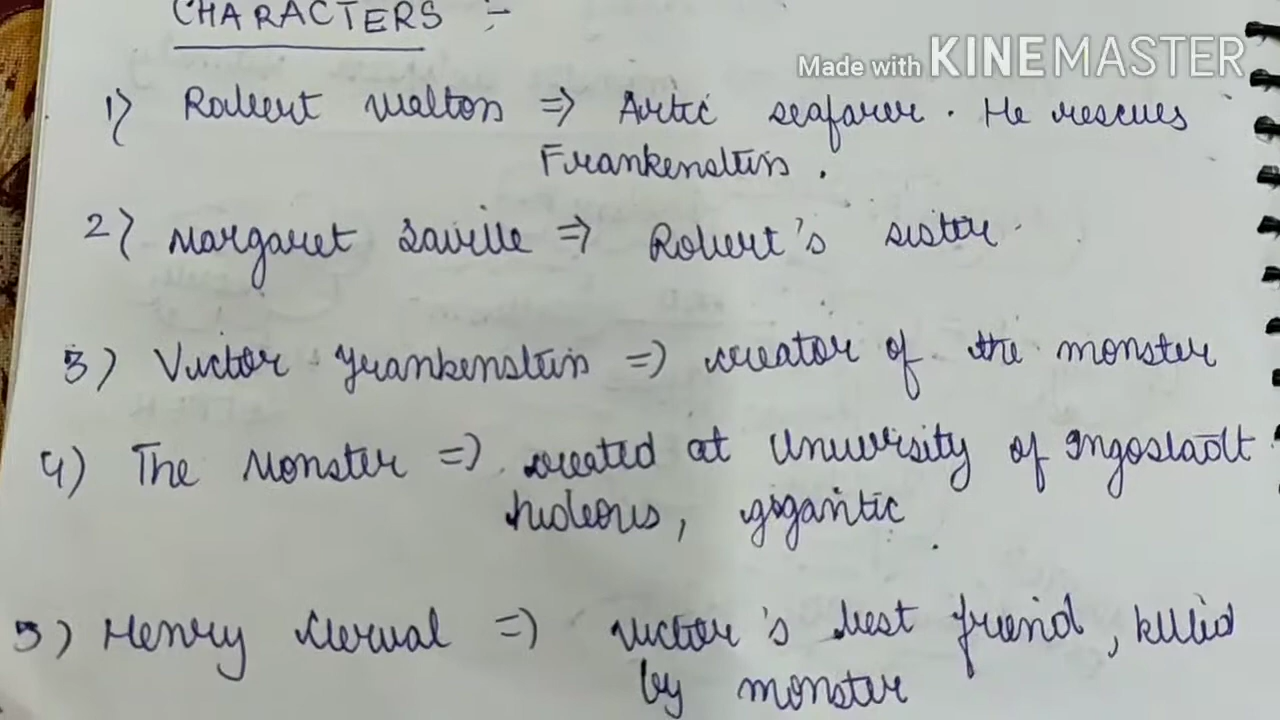 CHARACTERS :-
Made with KINEMASTER
1) Robert Walton => Artic seafarer. He rescues
Frankenstein.
2) Margaret Saville => Robert's sister.
3) Victor Frankenstein => creator of the monster
4) The Monster => created at University of Ingosladt
hideous, gigantic
5) Henry Clerval => victor's best friend, killed
by monster